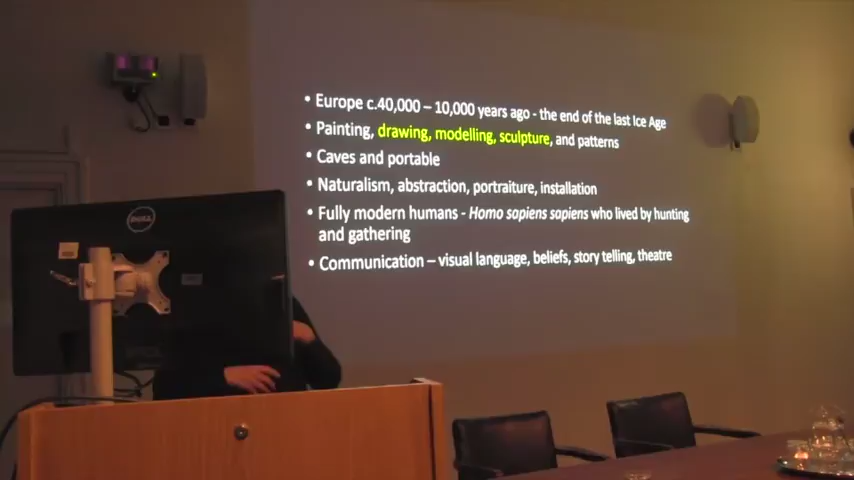 • Europe c.40,000 – 10,000 years ago - the end of the last Ice Age
• Painting, drawing, modelling, sculpture, and patterns
• Caves and portable
• Naturalism, abstraction, portraiture, installation
• Fully modern humans - Homo sapiens sapiens who lived by hunting
and gathering
• Communication – visual language, beliefs, story telling, theatre
DELL